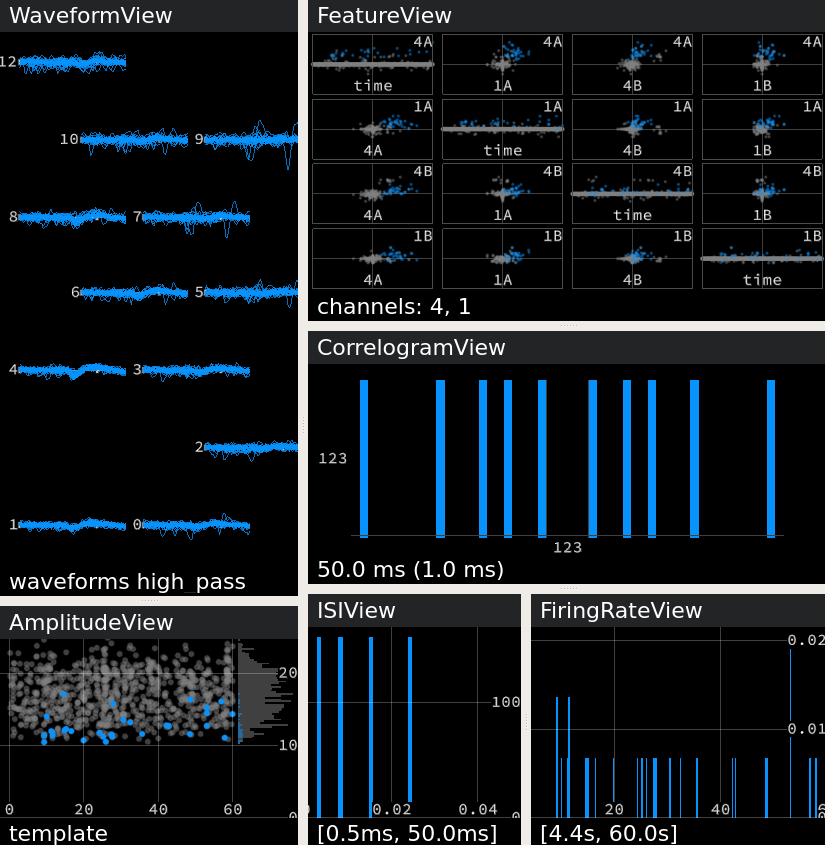 WaveformView
12
10 9
8 7
6 5
4 3
2
1 0
waveforms high_pass
FeatureView
4A 4A 4A 4A
time 1A 4B 1B
1A 1A 1A 1A
4A time 4B 1B
4B 4B 4B 4B
4A 1A time 1B
1B 1B 1B 1B
4A 1A 4B time
channels: 4, 1
CorrelogramView
123
123
50.0 ms (1.0 ms)
AmplitudeView
20
10
0 20 40 60 0
template
ISIView
100
0.02 0.04 0
[0.5ms, 50.0ms]
FiringRateView
0.02
0.01
20 40 6
[4.4s, 60.0s]